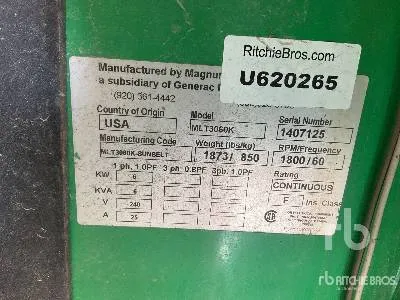 RitchieBros.com
U620265
Manufactured by Magnum
a subsidiary of Generac
(920) 361-4442
Country of Origin Model Serial Number
USA MLT3060K 1407125
Manufacturing Code Weight (lbs/kg) RPM/Frequency
MLT3060K-SUNBELT 1873/ 850 1800/60
1 ph, 1.0PF 3 ph, 0.8PF 3ph, 1.0PF Rating
KW 6 CONTINUOUS
KVA 6 F Ins. Class
V 240
A 25
rb
RITCHIE BROS.